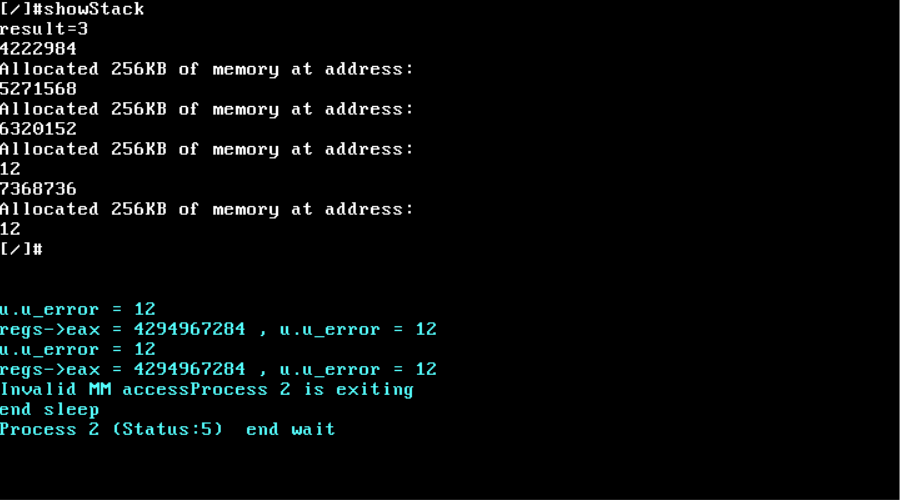 [/]#showStack
result=3
4222984
Allocated 256KB of memory at address:
5271568
Allocated 256KB of memory at address:
6320152
Allocated 256KB of memory at address:
12
7368736
Allocated 256KB of memory at address:
12
[/]#
u.u_error = 12
regs->eax = 4294967284 , u.u_error = 12
u.u_error = 12
regs->eax = 4294967284 , u.u_error = 12
Invalid MM accessProcess 2 is exiting
end sleep
Process 2 (Status:5)  end wait